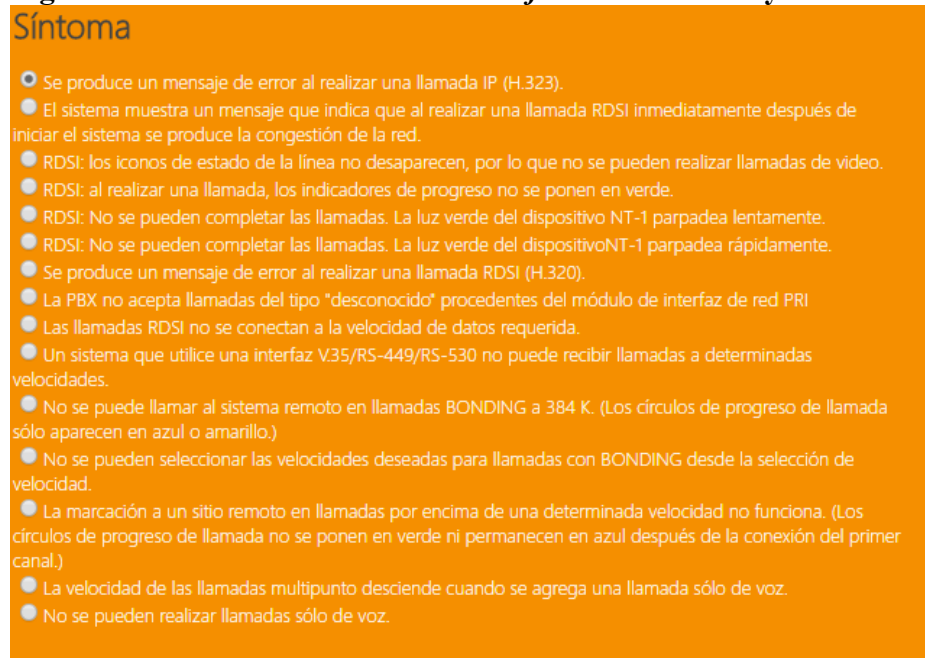 Síntoma
Se produce un mensaje de error al realizar una llamada IP (H.323).
El sistema muestra un mensaje que indica que al realizar una llamada RDSI inmediatamente después de
iniciar el sistema se produce la congestión de la red.
RDSI: los iconos de estado de la línea no desaparecen, por lo que no se pueden realizar llamadas de video.
RDSI: al realizar una llamada, los indicadores de progreso no se ponen en verde.
RDSI: No se pueden completar las llamadas. La luz verde del dispositivo NT-1 parpadea lentamente.
RDSI: No se pueden completar las llamadas. La luz verde del dispositivoNT-1 parpadea rápidamente.
Se produce un mensaje de error al realizar una llamada RDSI (H.320).
La PBX no acepta llamadas del tipo "desconocido" procedentes del módulo de interfaz de red PRI
Las llamadas RDSI no se conectan a la velocidad de datos requerida.
Un sistema que utilice una interfaz V.35/RS-449/RS-530 no puede recibir llamadas a determinadas
velocidades.
No se puede llamar al sistema remoto en llamadas BONDING a 384 K. (Los círculos de progreso de llamada
sólo aparecen en azul o amarillo.)
No se pueden seleccionar las velocidades deseadas para llamadas con BONDING desde la selección de
velocidad.
La marcación a un sitio remoto en llamadas por encima de una determinada velocidad no funciona. (Los
círculos de progreso de llamada no se ponen en verde ni permanecen en azul después de la conexión del primer
canal.)
La velocidad de las llamadas multipunto desciende cuando se agrega una llamada sólo de voz.
No se pueden realizar llamadas sólo de voz.